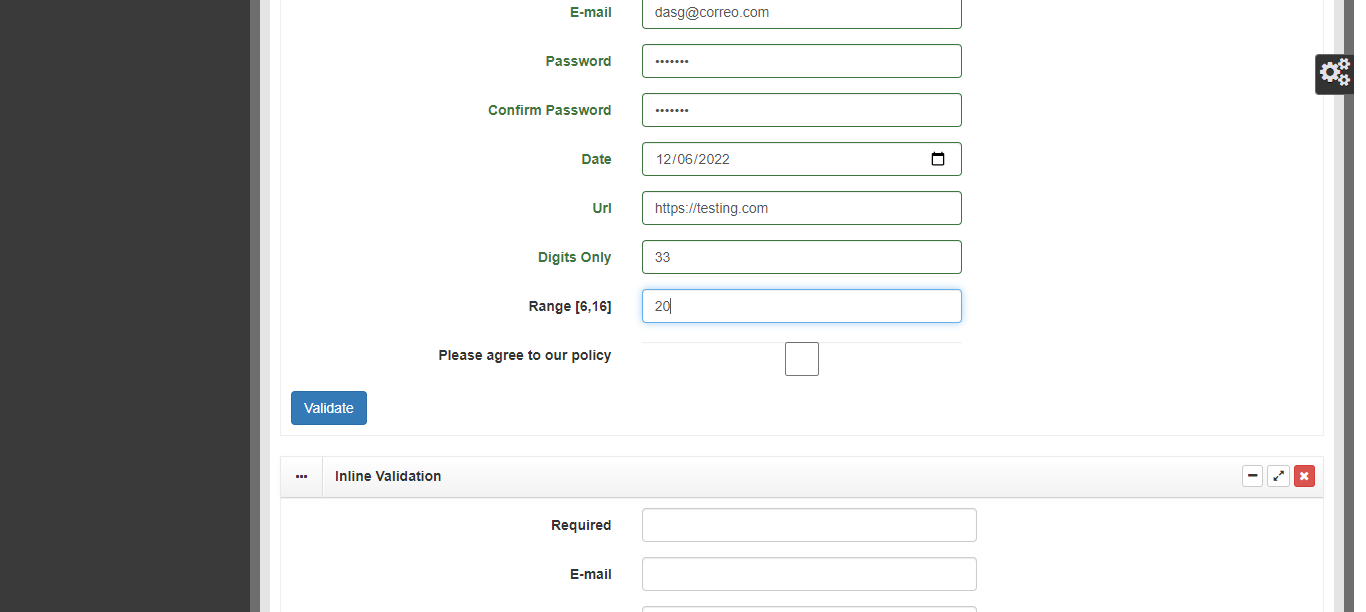 E-mail dasg@correo.com
Password •••••••
Confirm Password •••••••
Date 12/06/2022
Url https://testing.com
Digits Only 33
Range [6,16] 20
Please agree to our policy
Validate
Inline Validation
Required
E-mail